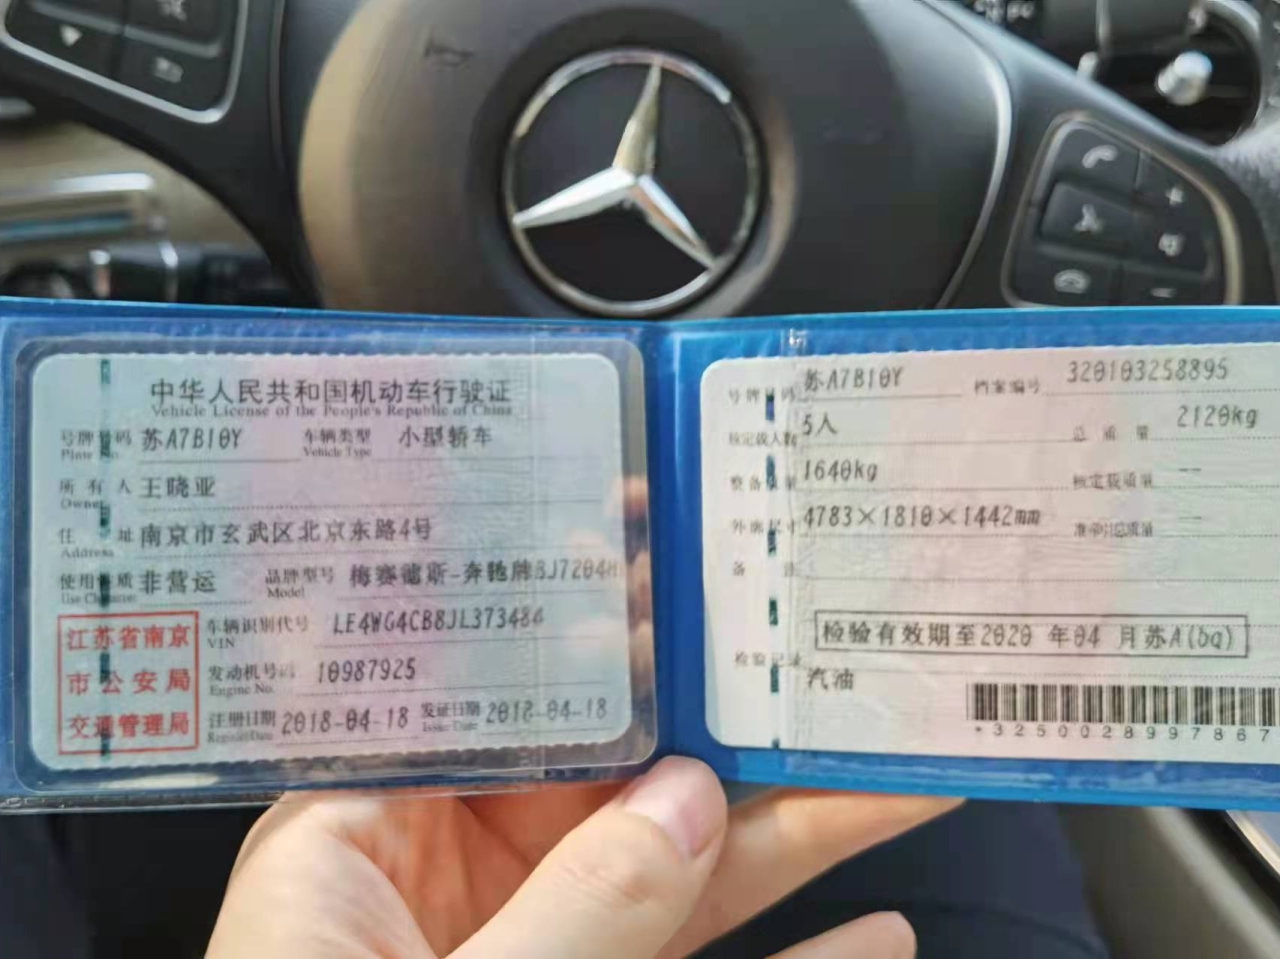 中华人民共和国机动车行驶证
Vehicle License of the People's Republic of China
号牌号码 苏A7B10Y 车辆类型 小型轿车
Plate No. Vehicle Type
所有人 王晓亚
Owner
住址 南京市玄武区北京东路4号
Address
使用性质 非营运 品牌型号 梅赛德斯-奔驰牌BJ7204H
Use Character Model
江苏省南京
市公安局
交通管理局
车辆识别代号 LE4WG4CB8JL373484
VIN
发动机号码 10987925
Engine No.
注册日期 2018-04-18 发证日期 2018-04-18
Register Date Issue Date
号牌号码 苏A7B10Y 档案编号 320103258895
核定载人数 5人 总质量 2120kg
整备质量 1640kg 核定载质量 --
外廓尺寸 4783×1810×1442mm 准牵引总质量 --
备注
检验有效期至2020 年04 月苏A(bq)
检验记录
汽油
*3250028997867